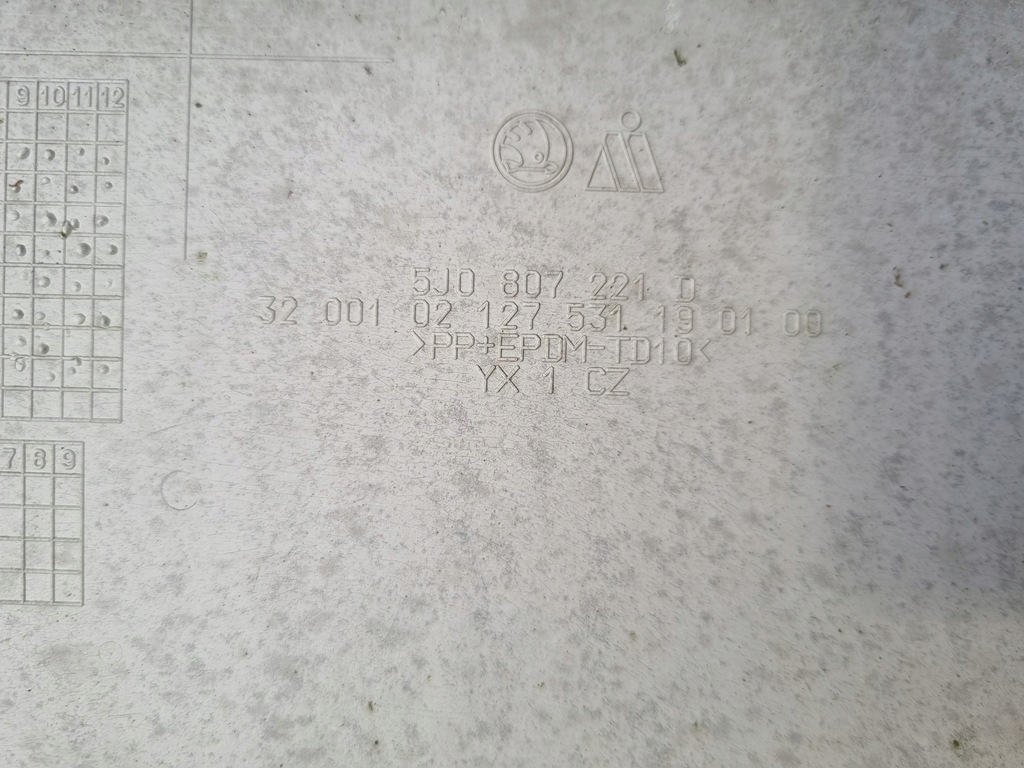 9 10 11 12
5J0 807 221 D
32 001 02 127 531 19 01 00
>PP+EPDM-TD10<
YX 1 CZ
7 8 9